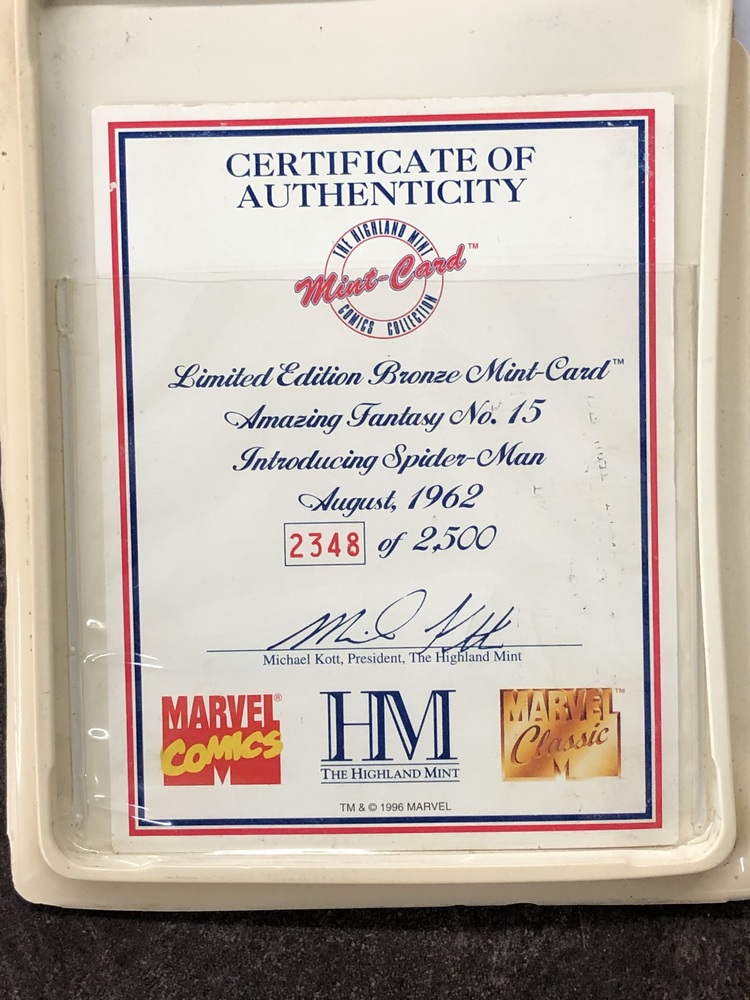 CERTIFICATE OF
AUTHENTICITY
THE HIGHLAND MINT
Mint-Card™
COMICS COLLECTION
Limited Edition Bronze Mint-Card™
Amazing Fantasy No. 15
Introducing Spider-Man
August, 1962
2348 of 2,500
Michael Kott, President, The Highland Mint
MARVEL®
COMICS
HM
THE HIGHLAND MINT
MARVEL™
Classic
TM & © 1996 MARVEL